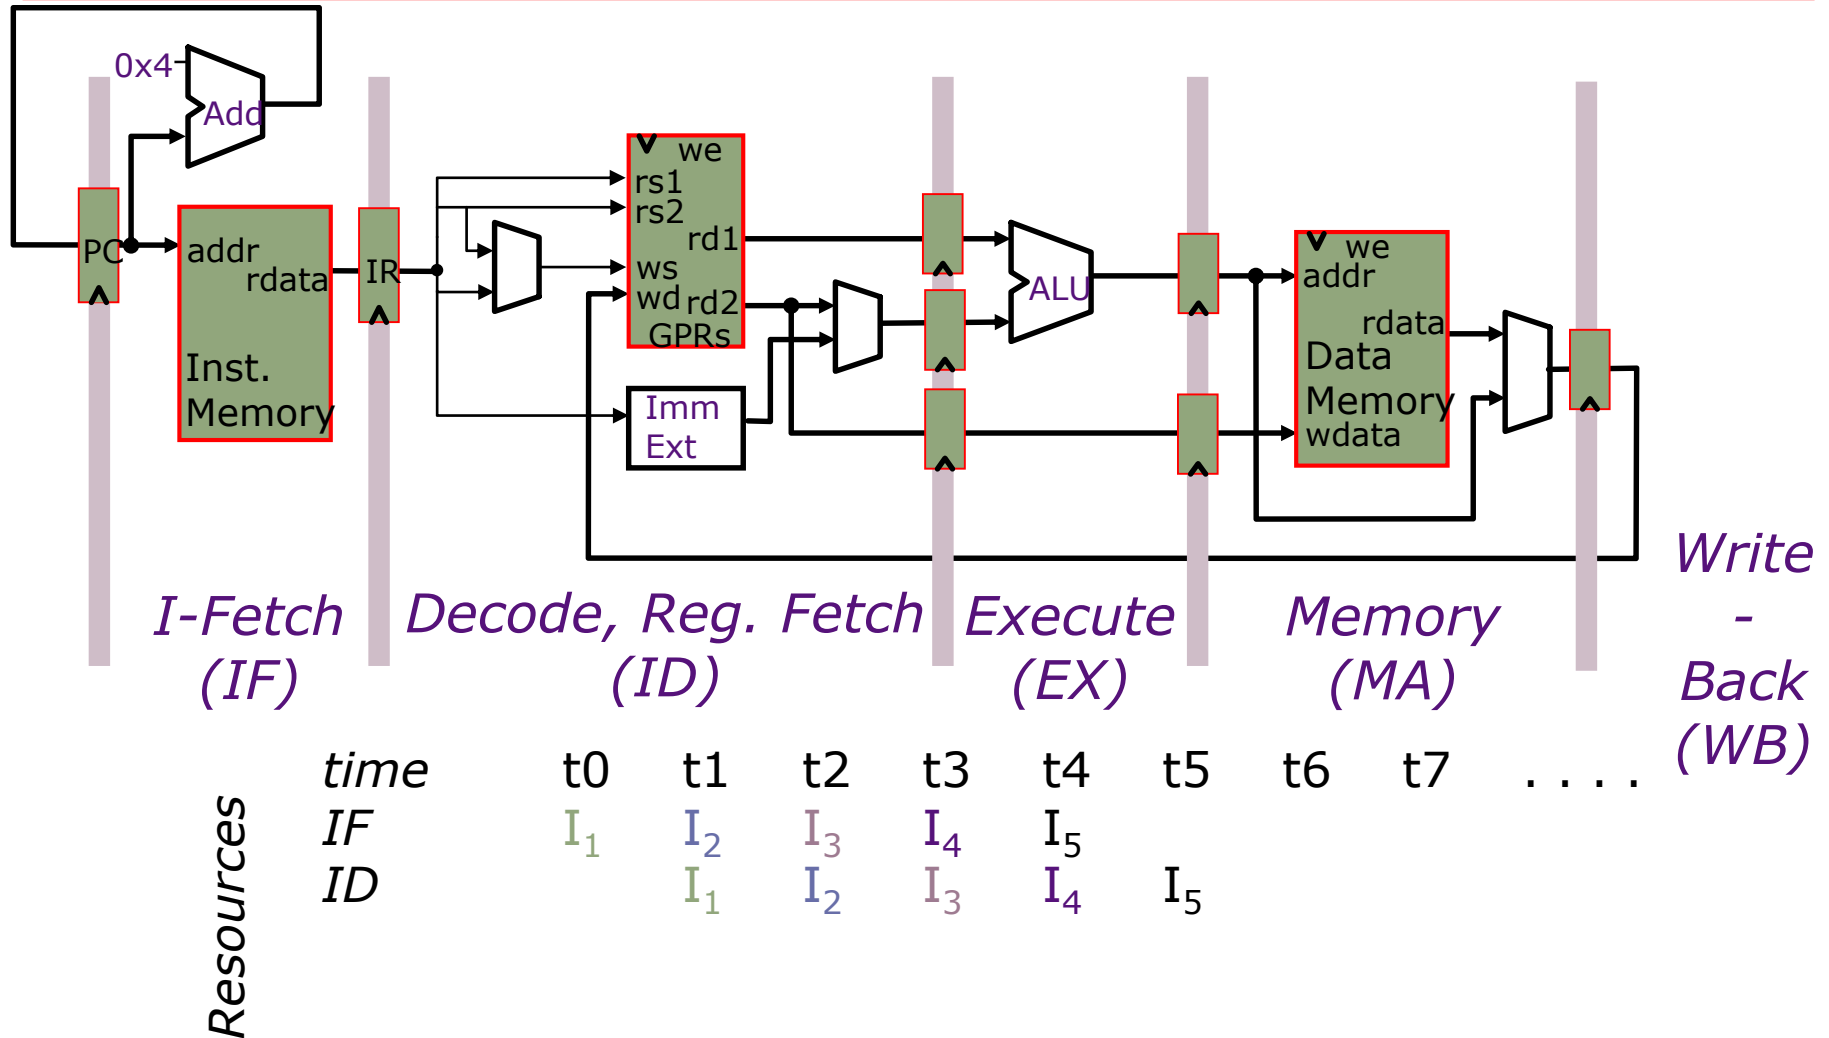 0x4
Add
PC
addr
rdata
Inst.
Memory
IR
we
rs1
rs2
rd1
ws
wd rd2
GPRs
Imm
Ext
ALU
we
addr
rdata
Data
Memory
wdata
I-Fetch
(IF)
Decode, Reg. Fetch
(ID)
Execute
(EX)
Memory
(MA)
Write
-
Back
(WB)
time t0 t1 t2 t3 t4 t5 t6 t7 . . . .
IF I₁ I₂ I₃ I₄ I₅
ID I₁ I₂ I₃ I₄ I₅
Resources